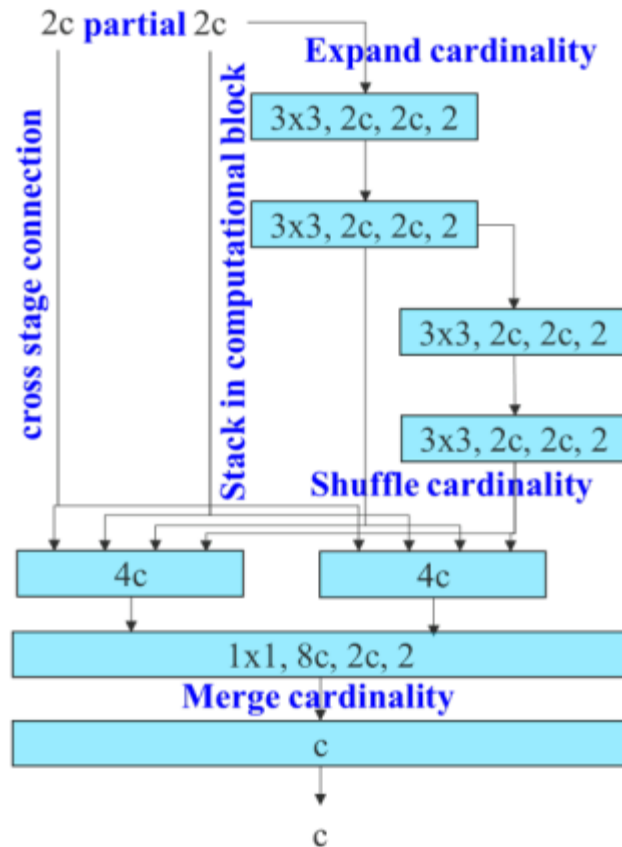 2c partial 2c
Expand cardinality
3x3, 2c, 2c, 2
3x3, 2c, 2c, 2
cross stage connection
Stack in computational block
3x3, 2c, 2c, 2
3x3, 2c, 2c, 2
Shuffle cardinality
4c
4c
1x1, 8c, 2c, 2
Merge cardinality
c
c